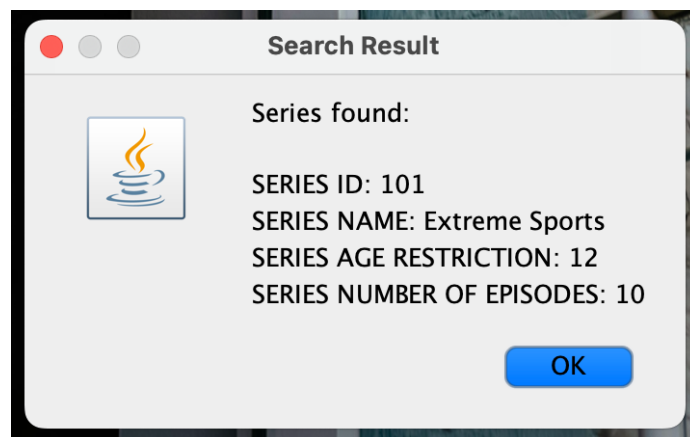 Search Result
Series found:
SERIES ID: 101
SERIES NAME: Extreme Sports
SERIES AGE RESTRICTION: 12
SERIES NUMBER OF EPISODES: 10
OK